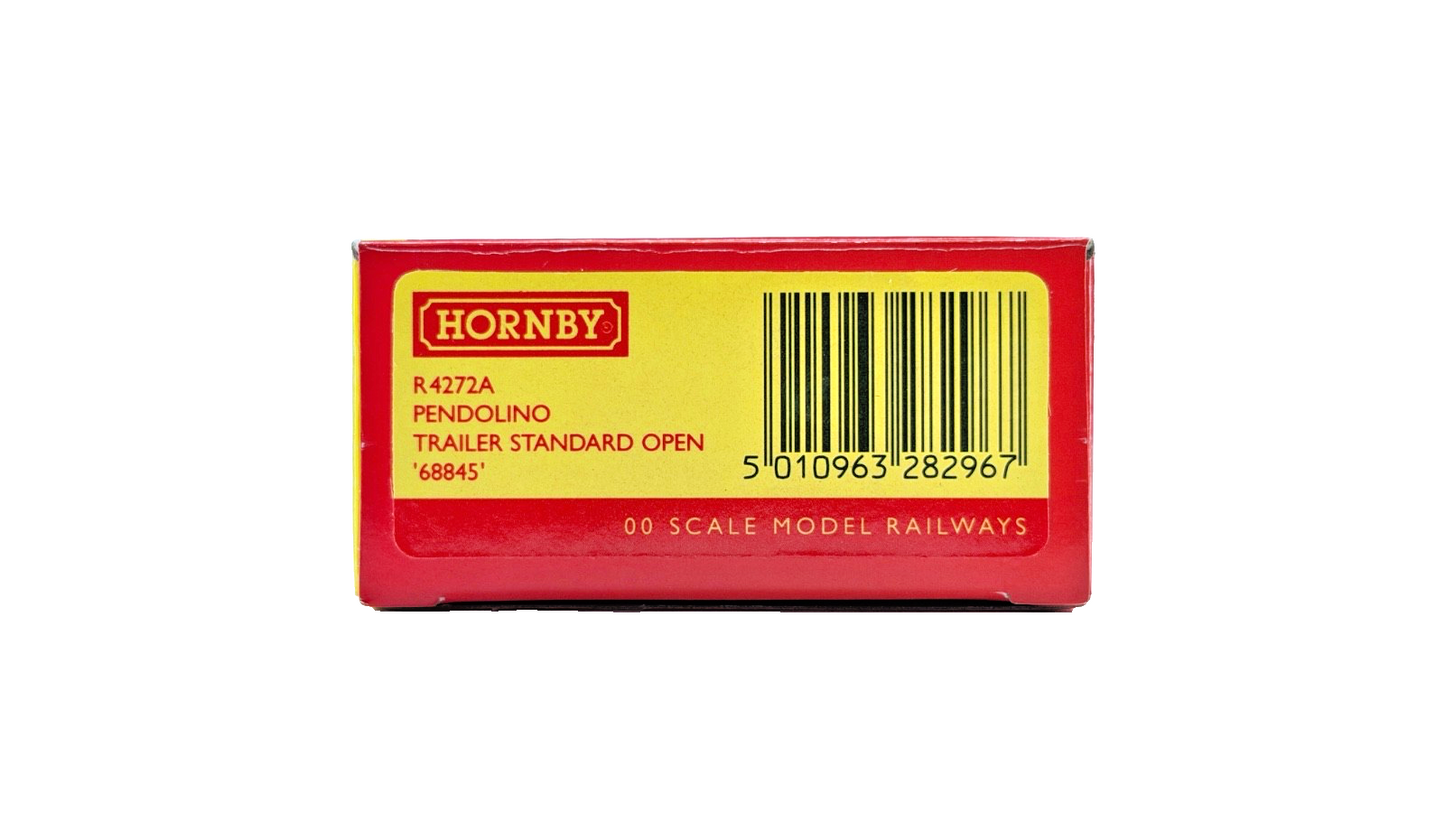 HORNBY
R4272A
PENDOLINO
TRAILER STANDARD OPEN
'68845'
5 010963 282967
00 SCALE MODEL RAILWAYS